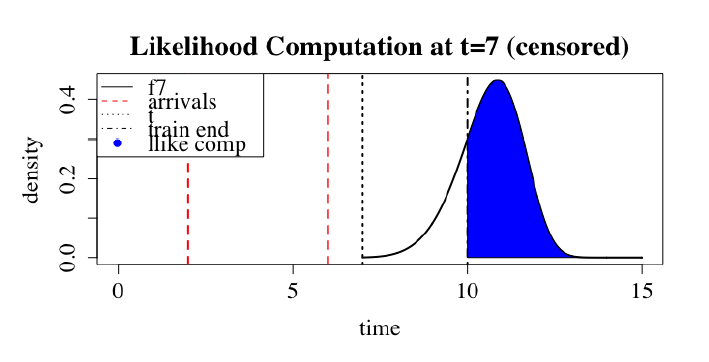 Likelihood Computation at t=7 (censored)
f7
arrivals
t
train end
llike comp
density
0.0
0.2
0.4
0
5
10
15
time